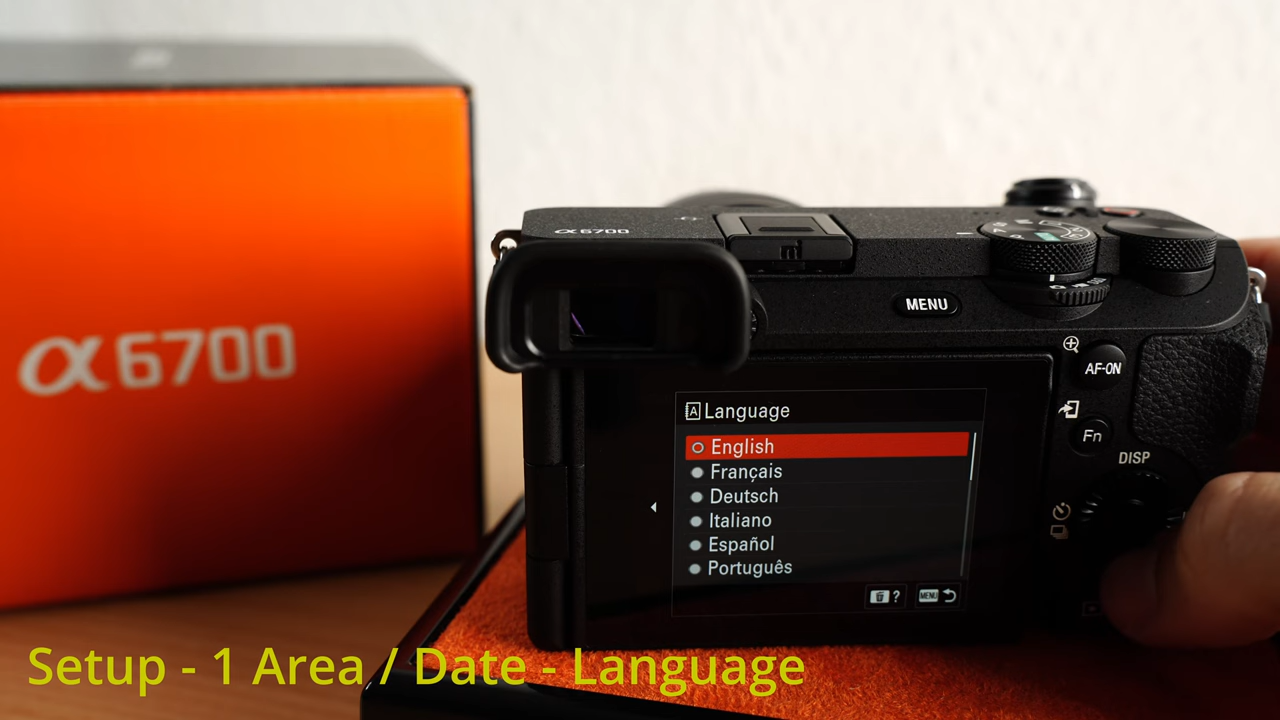 α6700
α6700
MENU
AF-ON
Fn
DISP
A Language
English
Français
Deutsch
Italiano
Español
Português
?
MENU
Setup - 1 Area / Date - Language